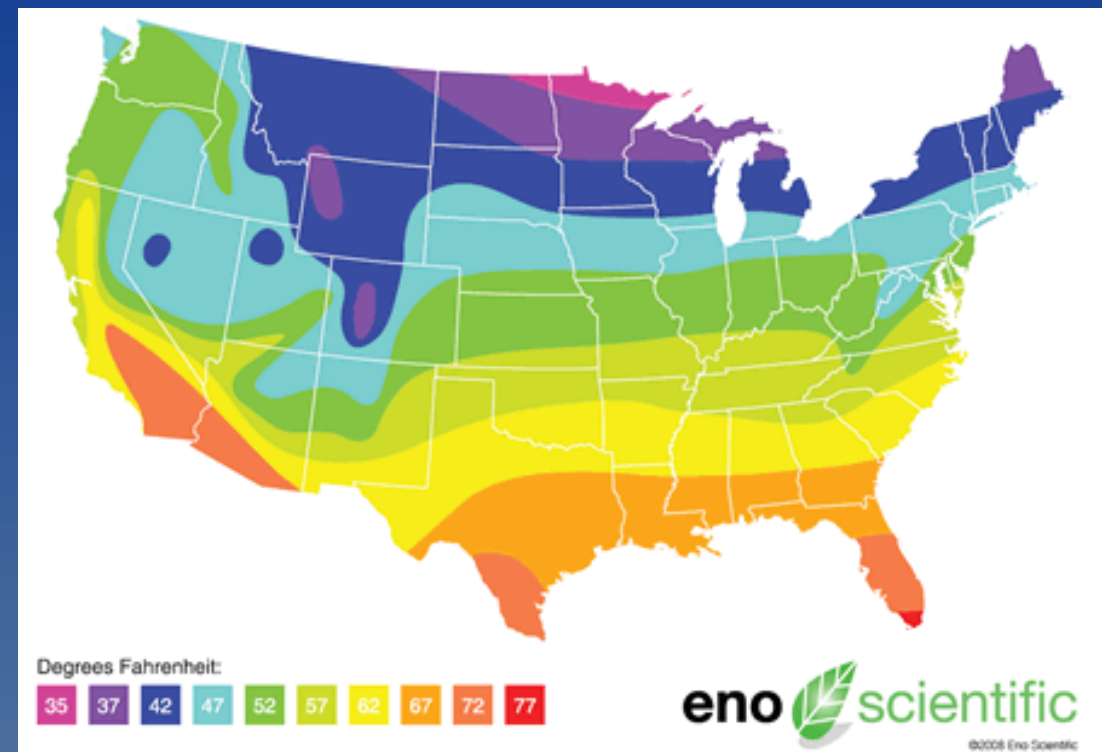 Degrees Fahrenheit:
35 37 42 47 52 57 62 67 72 77
eno scientific
©2008 Eno Scientific